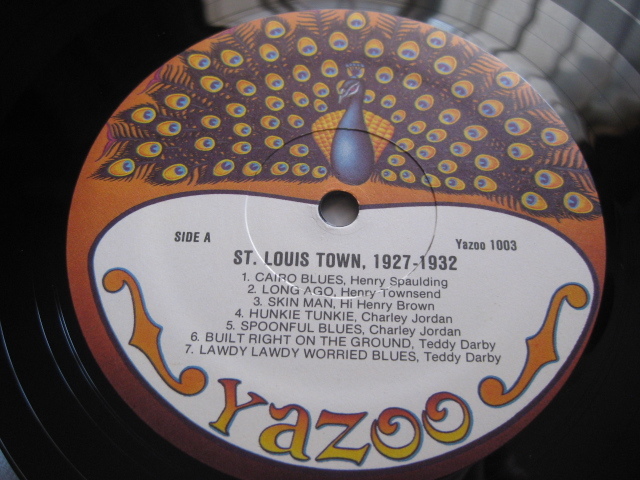 SIDE A
Yazoo 1003
ST. LOUIS TOWN, 1927-1932
1. CAIRO BLUES, Henry Spaulding
2. LONG AGO, Henry Townsend
3. SKIN MAN, Hi Henry Brown
4. HUNKIE TUNKIE, Charley Jordan
5. SPOONFUL BLUES, Charley Jordan
6. BUILT RIGHT ON THE GROUND, Teddy Darby
7. LAWDY LAWDY WORRIED BLUES, Teddy Darby
Yazoo